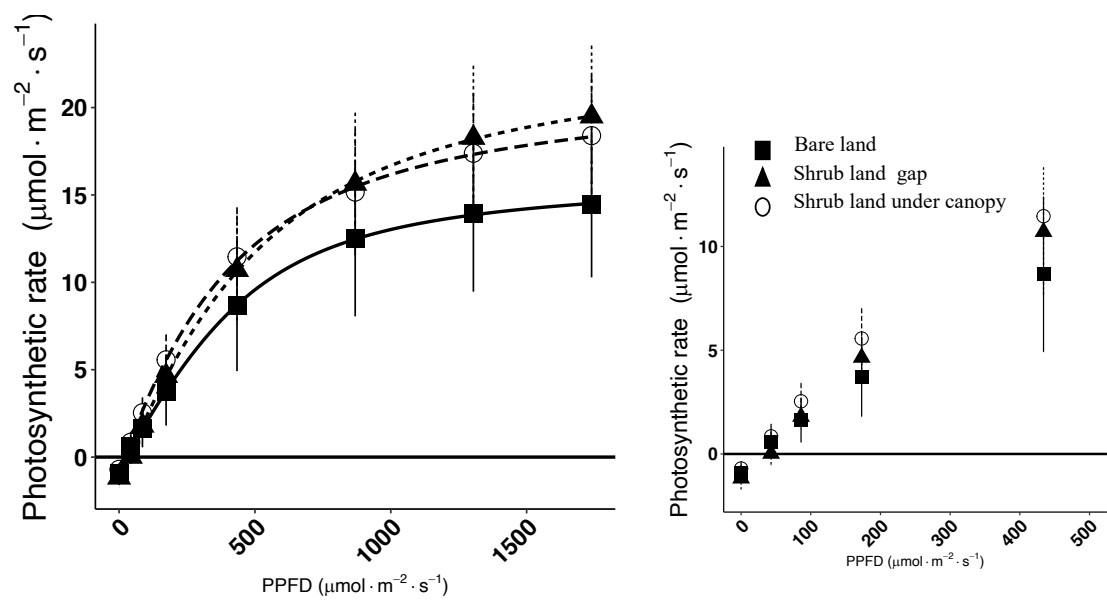 Photosynthetic rate (μmol · m⁻² · s⁻¹)
20
15
10
5
0
0
500
1000
1500
PPFD (μmol · m⁻² · s⁻¹)
Bare land
Shrub land gap
Shrub land under canopy
Photosynthetic rate (μmol · m⁻² · s⁻¹)
10
5
0
0
100
200
300
400
500
PPFD (μmol · m⁻² · s⁻¹)